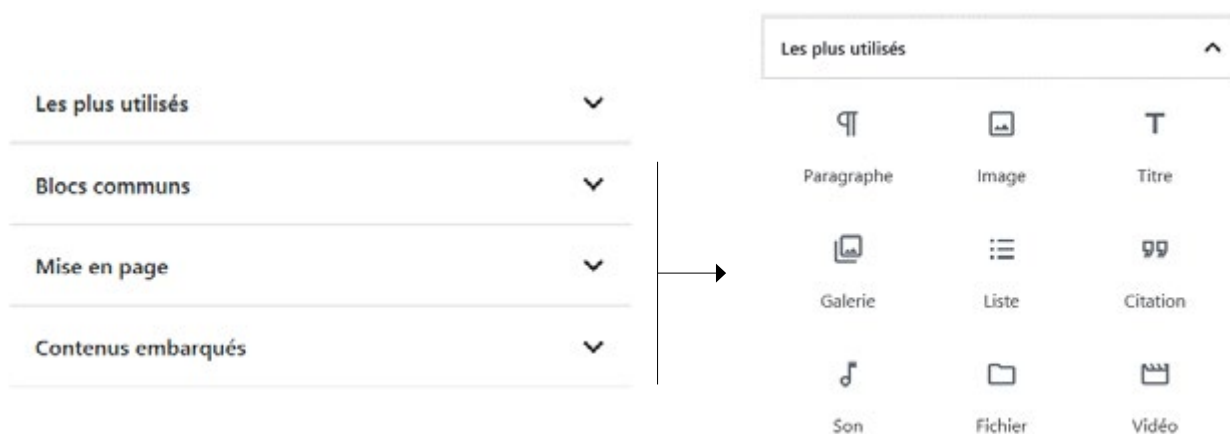 Les plus utilisés
Blocs communs
Mise en page
Contenus embarqués
Les plus utilisés
Paragraphe Image Titre
Galerie Liste Citation
Son Fichier Vidéo